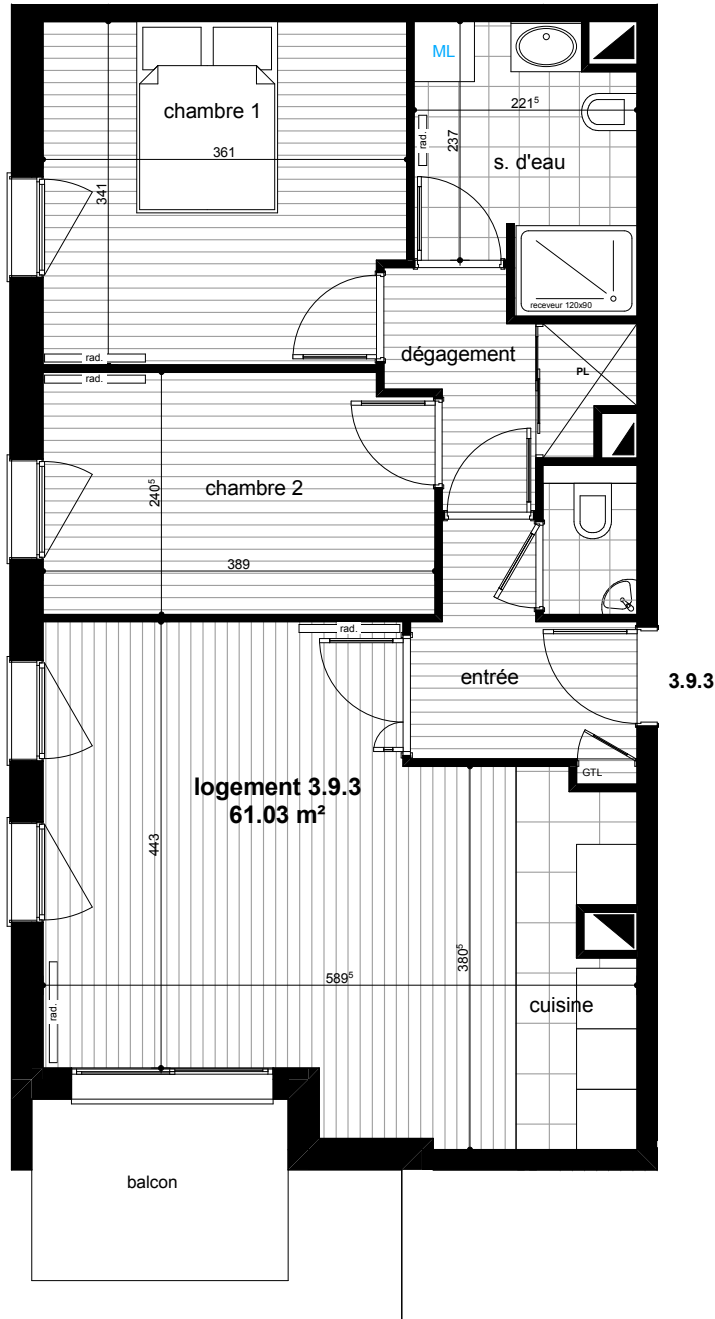 ML
chambre 1
221⁵
237
rad.
s. d'eau
361
341
receveur 120x90
rad.
dégagement
PL
rad.
240⁵
chambre 2
389
rad.
entrée
3.9.3
GTL
logement 3.9.3
61.03 m²
443
380⁵
589⁵
rad.
cuisine
balcon